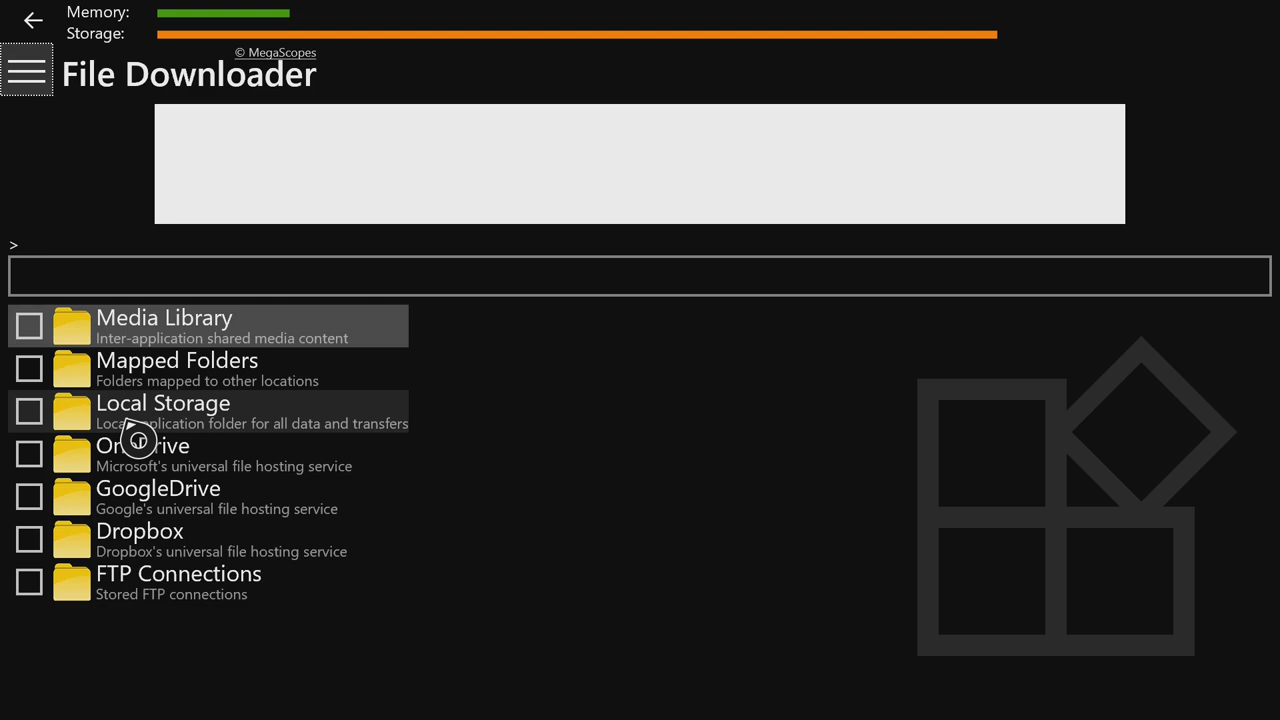 Memory:
Storage:
© MegaScopes
File Downloader
>
Media Library
Inter-application shared media content
Mapped Folders
Folders mapped to other locations
Local Storage
application folder for all data and transfers
Microsoft's universal file hosting service
GoogleDrive
Google's universal file hosting service
Dropbox
Dropbox's universal file hosting service
FTP Connections
Stored FTP connections